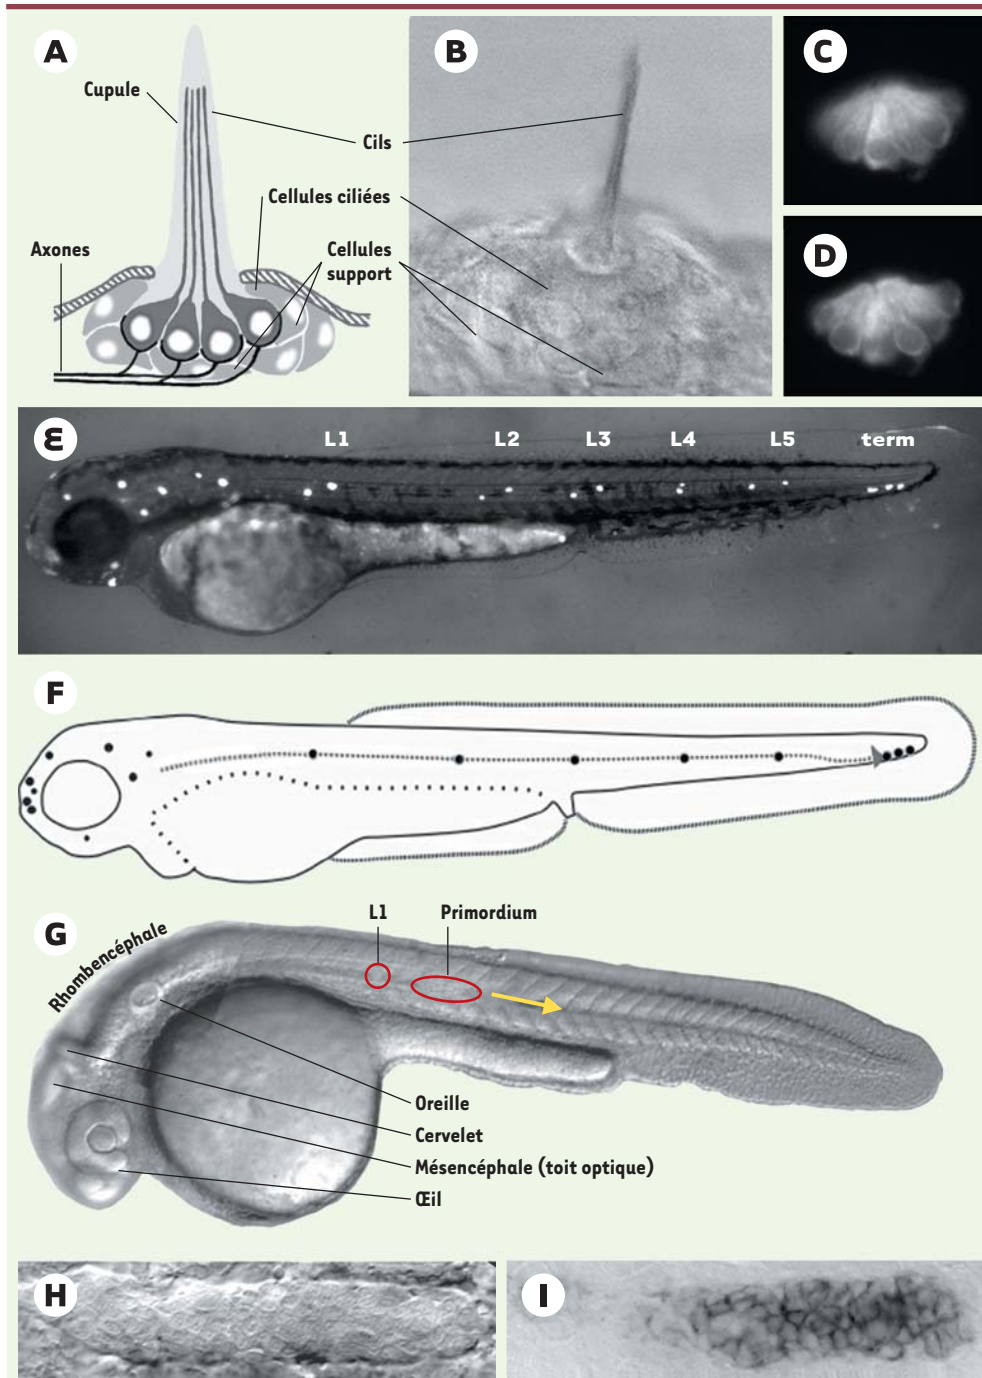 A
B
C
Cupule
Cils
Cellules ciliées
Axones
Cellules
support
D
E
L1 L2 L3 L4 L5 term
F
G
L1 Primordium
Rhombencéphale
Oreille
Cervelet
Mésencéphale (toit optique)
Œil
H
I